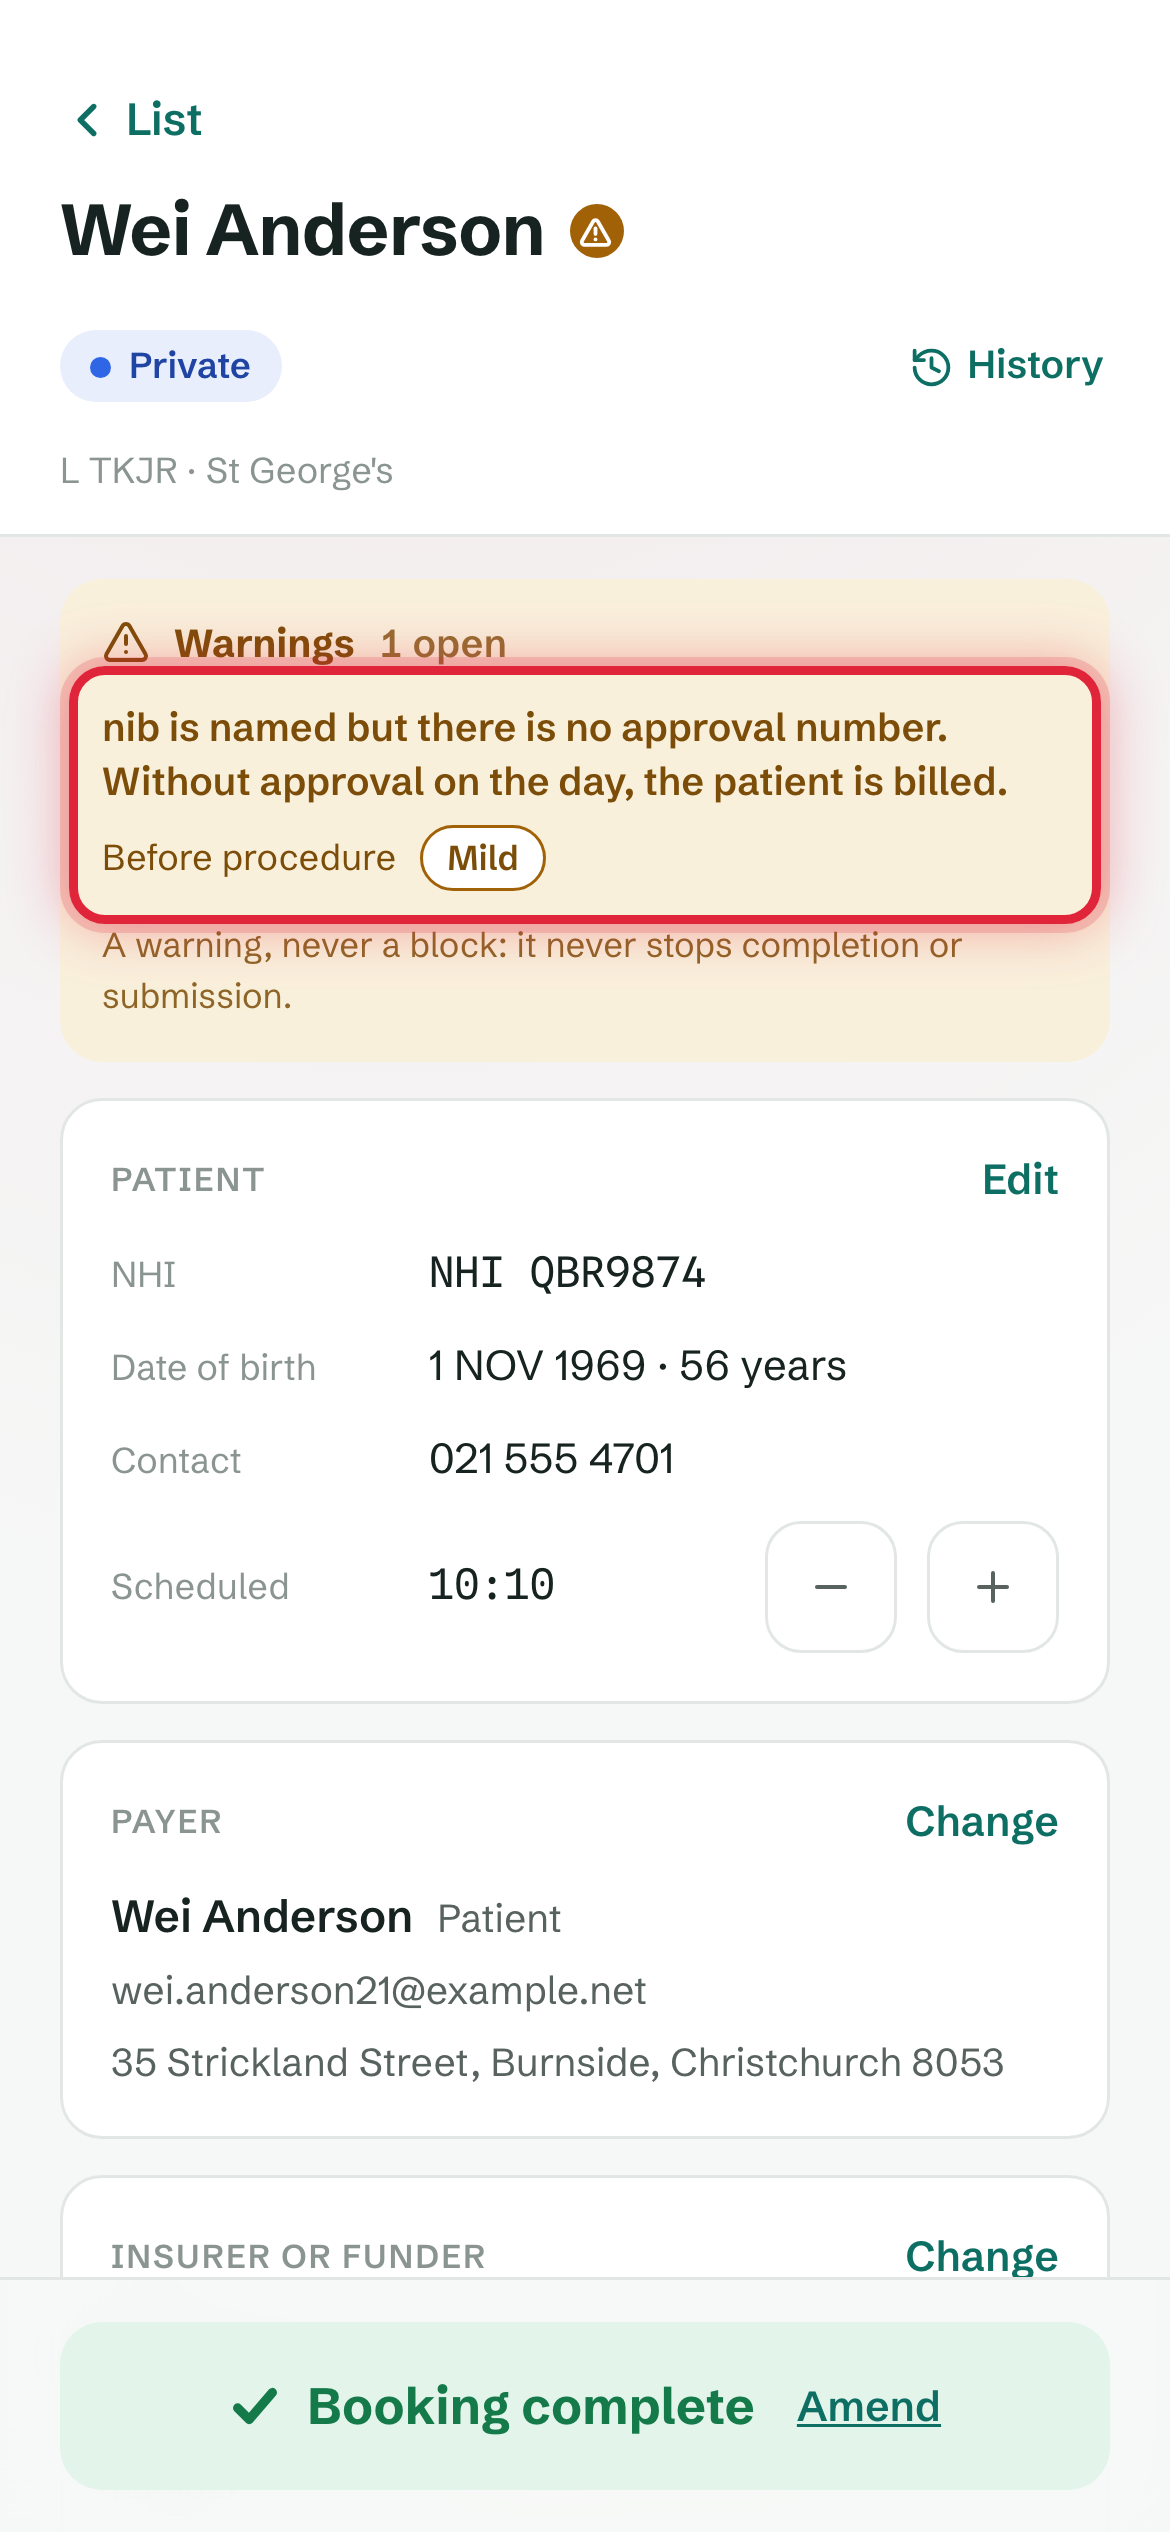 List
Wei Anderson
Private
History
L TKJR · St George's
Warnings 1 open
nib is named but there is no approval number.
Without approval on the day, the patient is billed.
Before procedure Mild
A warning, never a block: it never stops completion or
submission.
PATIENT Edit
NHI NHI QBR9874
Date of birth 1 NOV 1969 · 56 years
Contact 021 555 4701
Scheduled 10:10
PAYER Change
Wei Anderson Patient
wei.anderson21@example.net
35 Strickland Street, Burnside, Christchurch 8053
INSURER OR FUNDER Change
Booking complete Amend